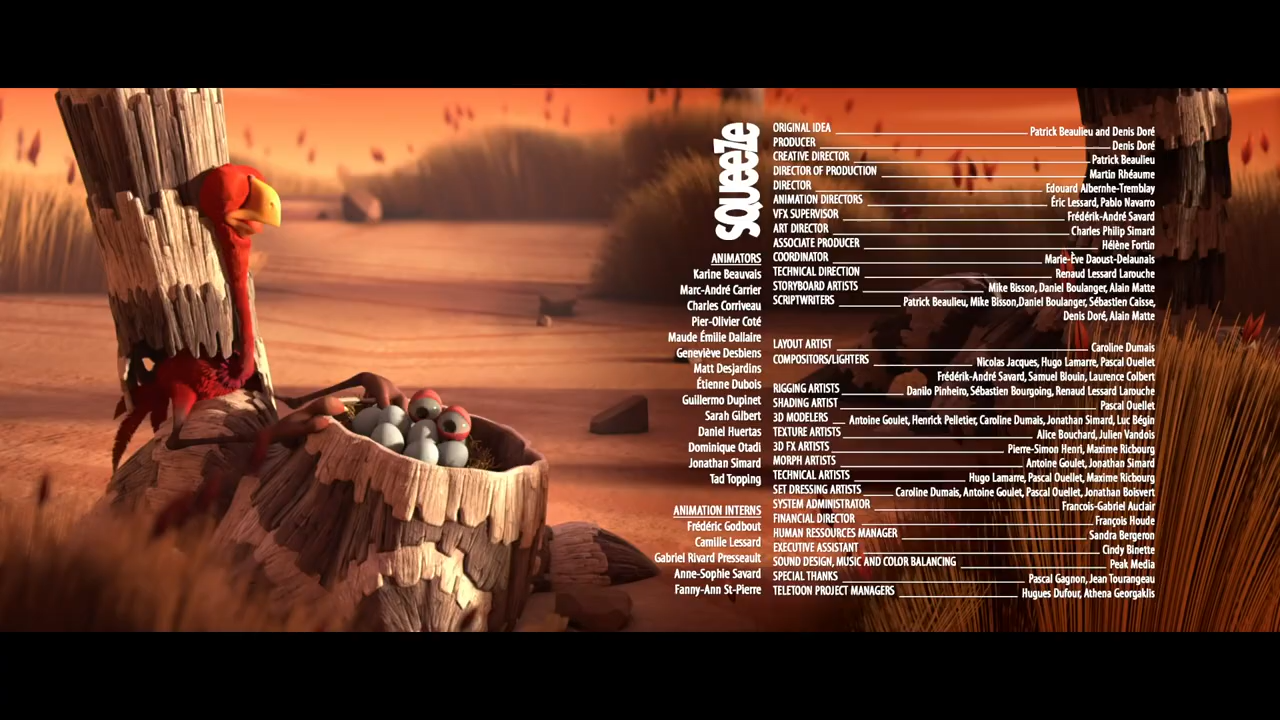 squeeze
ANIMATORS
Karine Beauvais
Marc-André Carrier
Charles Corriveau
Pier-Olivier Coté
Maude Émilie Dallaire
Geneviève Desbiens
Matt Desjardins
Étienne Dubois
Guillermo Dupinet
Sarah Gilbert
Daniel Huertas
Dominique Otadi
Jonathan Simard
Tad Topping
ANIMATION INTERNS
Frédéric Godbout
Camille Lessard
Gabriel Rivard Presseault
Anne-Sophie Savard
Fanny-Ann St-Pierre
ORIGINAL IDEA Patrick Beaulieu and Denis Doré
PRODUCER Denis Doré
CREATIVE DIRECTOR Patrick Beaulieu
DIRECTOR OF PRODUCTION Martin Rhéaume
DIRECTOR Edouard Albernhe-Tremblay
ANIMATION DIRECTORS Éric Lessard, Pablo Navarro
VFX SUPERVISOR Frédérik-André Savard
ART DIRECTOR Charles Philip Simard
ASSOCIATE PRODUCER Hélène Fortin
COORDINATOR Marie-Ève Daoust-Delaunais
TECHNICAL DIRECTION Renaud Lessard Larouche
STORYBOARD ARTISTS Mike Bisson, Daniel Boulanger, Alain Matte
SCRIPTWRITERS Patrick Beaulieu, Mike Bisson,Daniel Boulanger, Sébastien Caisse,
Denis Doré, Alain Matte
LAYOUT ARTIST Caroline Dumais
COMPOSITORS/LIGHTERS Nicolas Jacques, Hugo Lamarre, Pascal Ouellet
Frédérik-André Savard, Samuel Blouin, Laurence Colbert
RIGGING ARTISTS Danilo Pinheiro, Sébastien Bourgoing, Renaud Lessard Larouche
SHADING ARTIST Pascal Ouellet
3D MODELERS Antoine Goulet, Henrick Pelletier, Caroline Dumais, Jonathan Simard, Luc Bégin
TEXTURE ARTISTS Alice Bouchard, Julien Vandois
3D FX ARTISTS Pierre-Simon Henri, Maxime Ricbourg
MORPH ARTISTS Antoine Goulet, Jonathan Simard
TECHNICAL ARTISTS Hugo Lamarre, Pascal Ouellet, Maxime Ricbourg
SET DRESSING ARTISTS Caroline Dumais, Antoine Goulet, Pascal Ouellet, Jonathan Boisvert
SYSTEM ADMINISTRATOR Francois-Gabriel Auclair
FINANCIAL DIRECTOR François Houde
HUMAN RESSOURCES MANAGER Sandra Bergeron
EXECUTIVE ASSISTANT Cindy Binette
SOUND DESIGN, MUSIC AND COLOR BALANCING Peak Media
SPECIAL THANKS Pascal Gagnon, Jean Tourangeau
TELETOON PROJECT MANAGERS Hugues Dufour, Athena Georgaklis